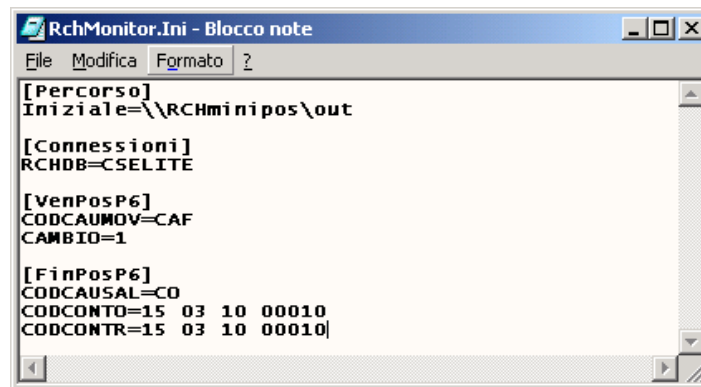 RchMonitor.Ini - Blocco note
File Modifica Formato ?
[Percorso]
Iniziale=\\RCHminipos\out
[Connessioni]
RCHDB=CSELITE
[VenPosP6]
CODCAUMOV=CAF
CAMBIO=1
[FinPosP6]
CODCAUSAL=CO
CODCONTO=15 03 10 00010
CODCONTR=15 03 10 00010